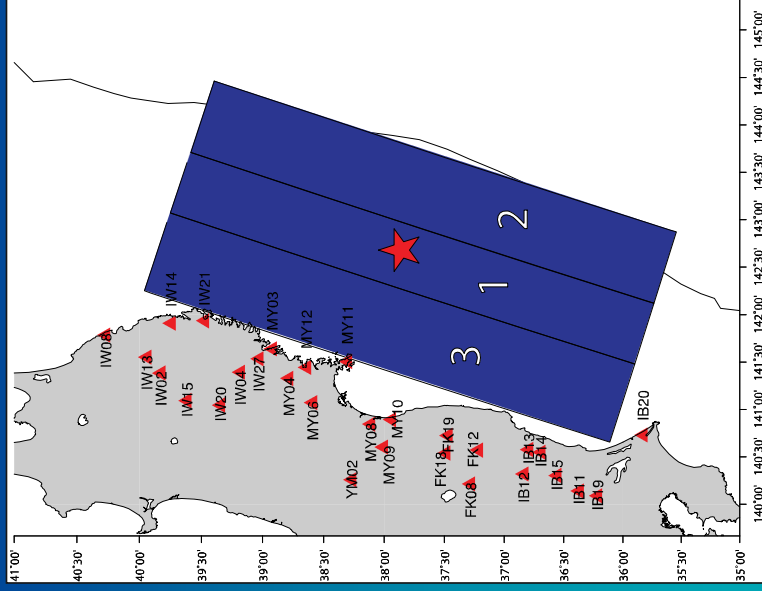 41°00'
40°30'
40°00'
39°30'
39°00'
38°30'
38°00'
37°30'
37°00'
36°30'
36°00'
35°30'
35°00'
145°00'
144°30'
144°00'
143°30'
143°00'
142°30'
142°00'
141°30'
141°00'
140°30'
140°00'
IW08
IW14
IW21
IW13
IW02
IW15
IW20
IW04
IW27
MY03
MY12
MY04
MY06
MY11
MY08
MY10
MY09
YM02
FK18
FK19
FK12
FK08
IB13
IB14
IB12
IB15
IB11
IB19
IB20
3
1
2